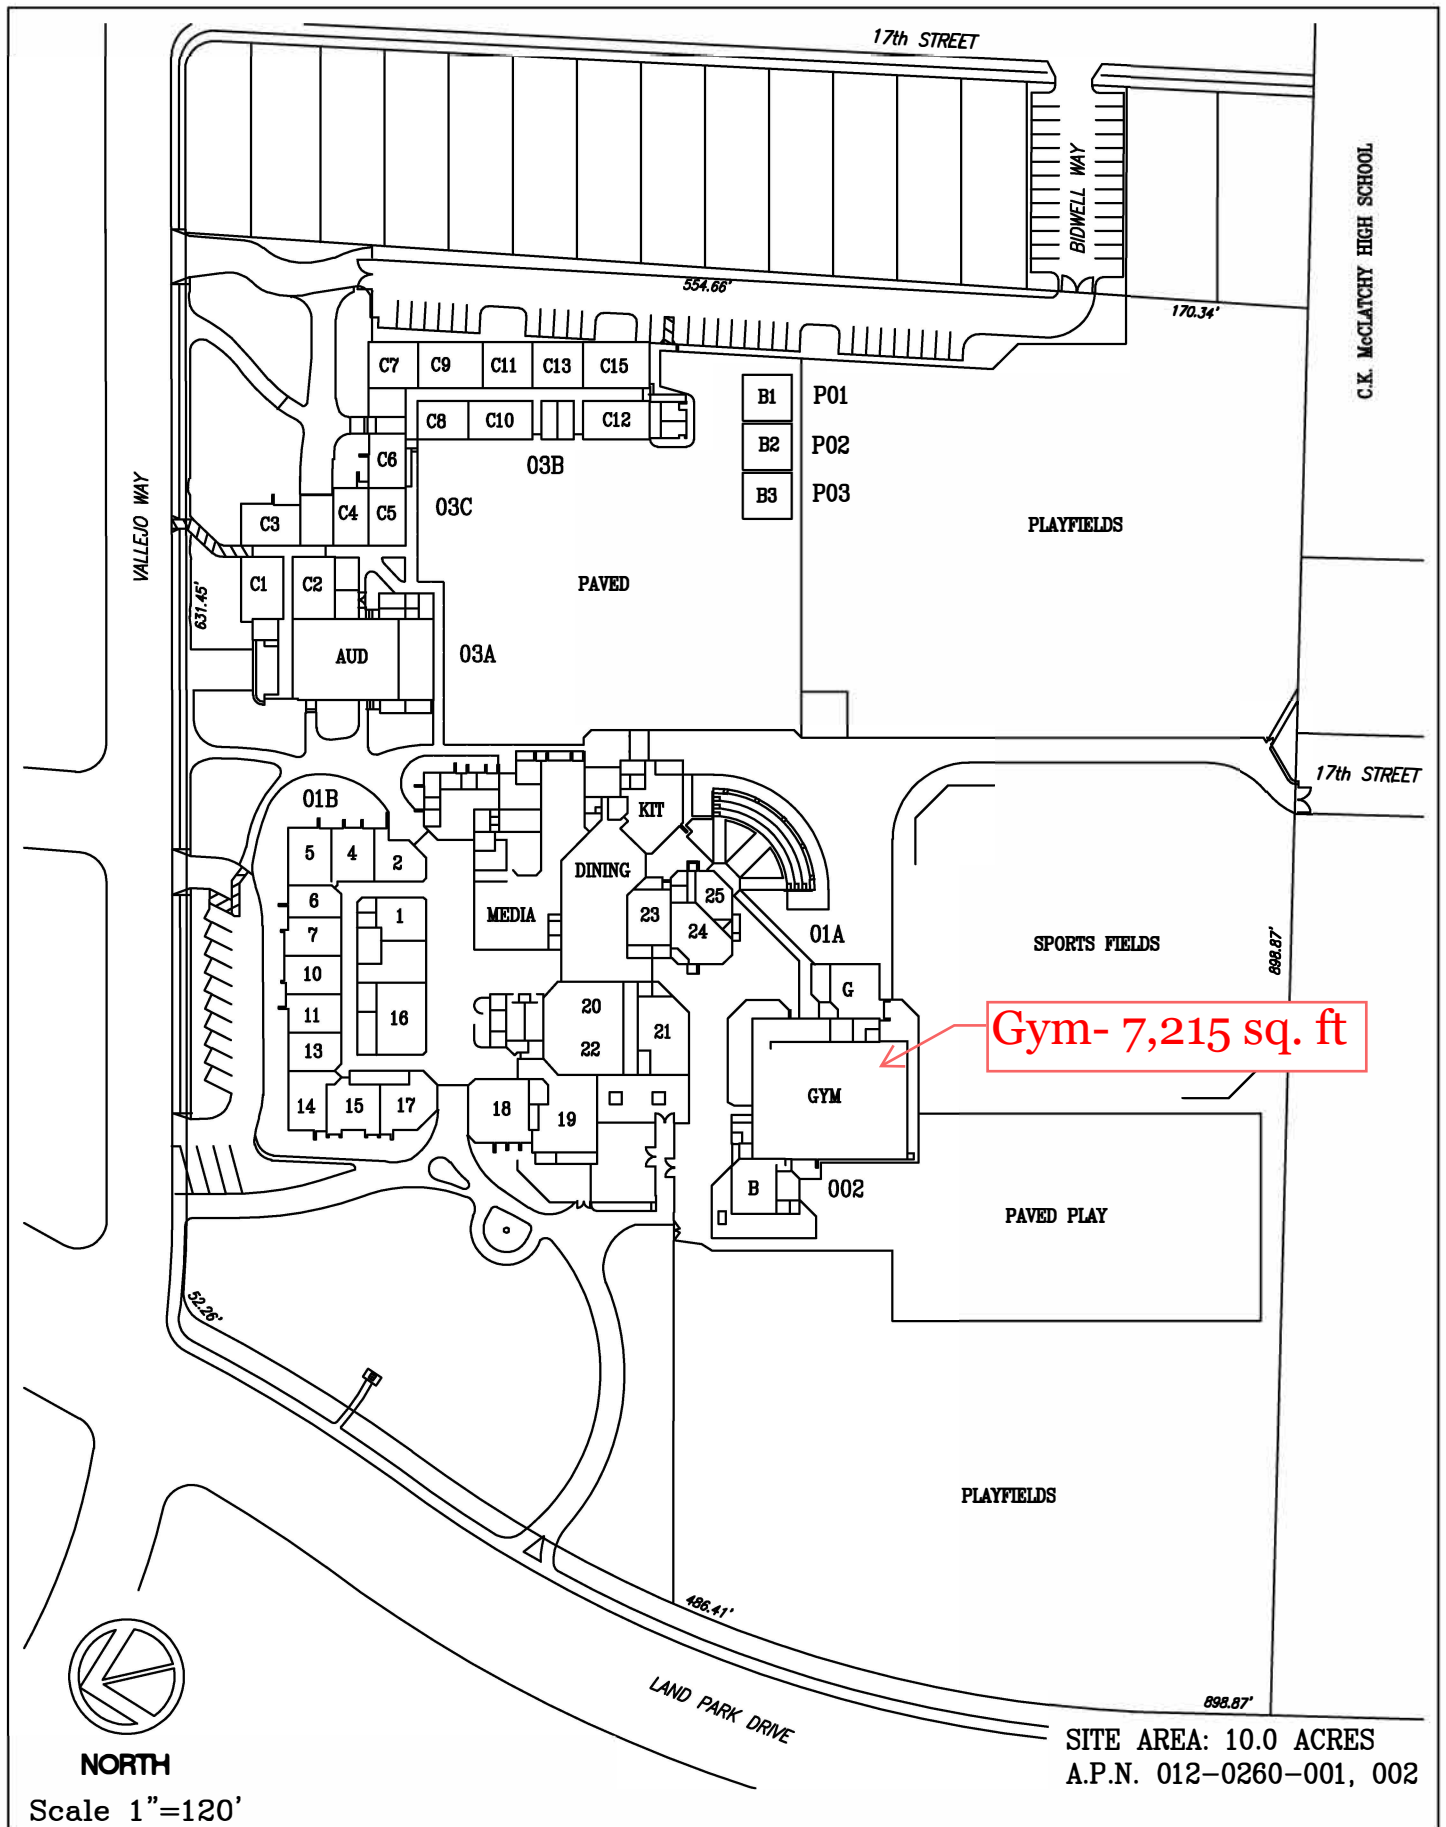 17th STREET
BIDWELL WAY
C.K. McCLATCHY HIGH SCHOOL
554.66'
170.34'
C7
C9
C11
C13
C15
B1
P01
C8
C10
C12
B2
P02
C6
03B
B3
P03
03C
C3
C4
C5
VALLEJO WAY
PLAYFIELDS
C1
C2
PAVED
631.45'
AUD
03A
17th STREET
01B
KIT
5
4
2
DINING
6
25
1
MEDIA
23
7
24
01A
SPORTS FIELDS
898.87'
10
G
20
11
16
21
Gym- 7,215 sq. ft
13
22
GYM
14
15
17
18
19
B
002
PAVED PLAY
52.26'
PLAYFIELDS
486.41'
LAND PARK DRIVE
898.87'
NORTH
SITE AREA: 10.0 ACRES
A.P.N. 012-0260-001, 002
Scale 1"=120'